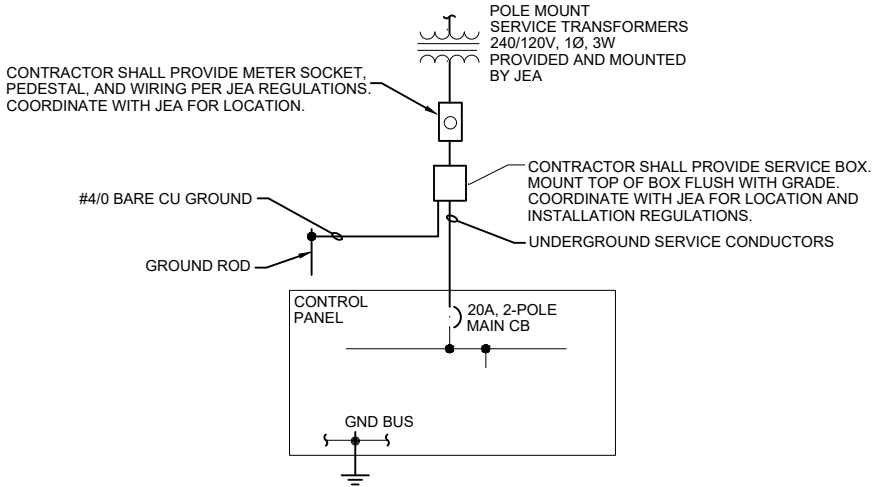 POLE MOUNT
SERVICE TRANSFORMERS
240/120V, 1Ø, 3W
PROVIDED AND MOUNTED
BY JEA
CONTRACTOR SHALL PROVIDE METER SOCKET,
PEDESTAL, AND WIRING PER JEA REGULATIONS.
COORDINATE WITH JEA FOR LOCATION.
CONTRACTOR SHALL PROVIDE SERVICE BOX.
MOUNT TOP OF BOX FLUSH WITH GRADE.
COORDINATE WITH JEA FOR LOCATION AND
INSTALLATION REGULATIONS.
#4/0 BARE CU GROUND
UNDERGROUND SERVICE CONDUCTORS
GROUND ROD
CONTROL
PANEL
20A, 2-POLE
MAIN CB
GND BUS